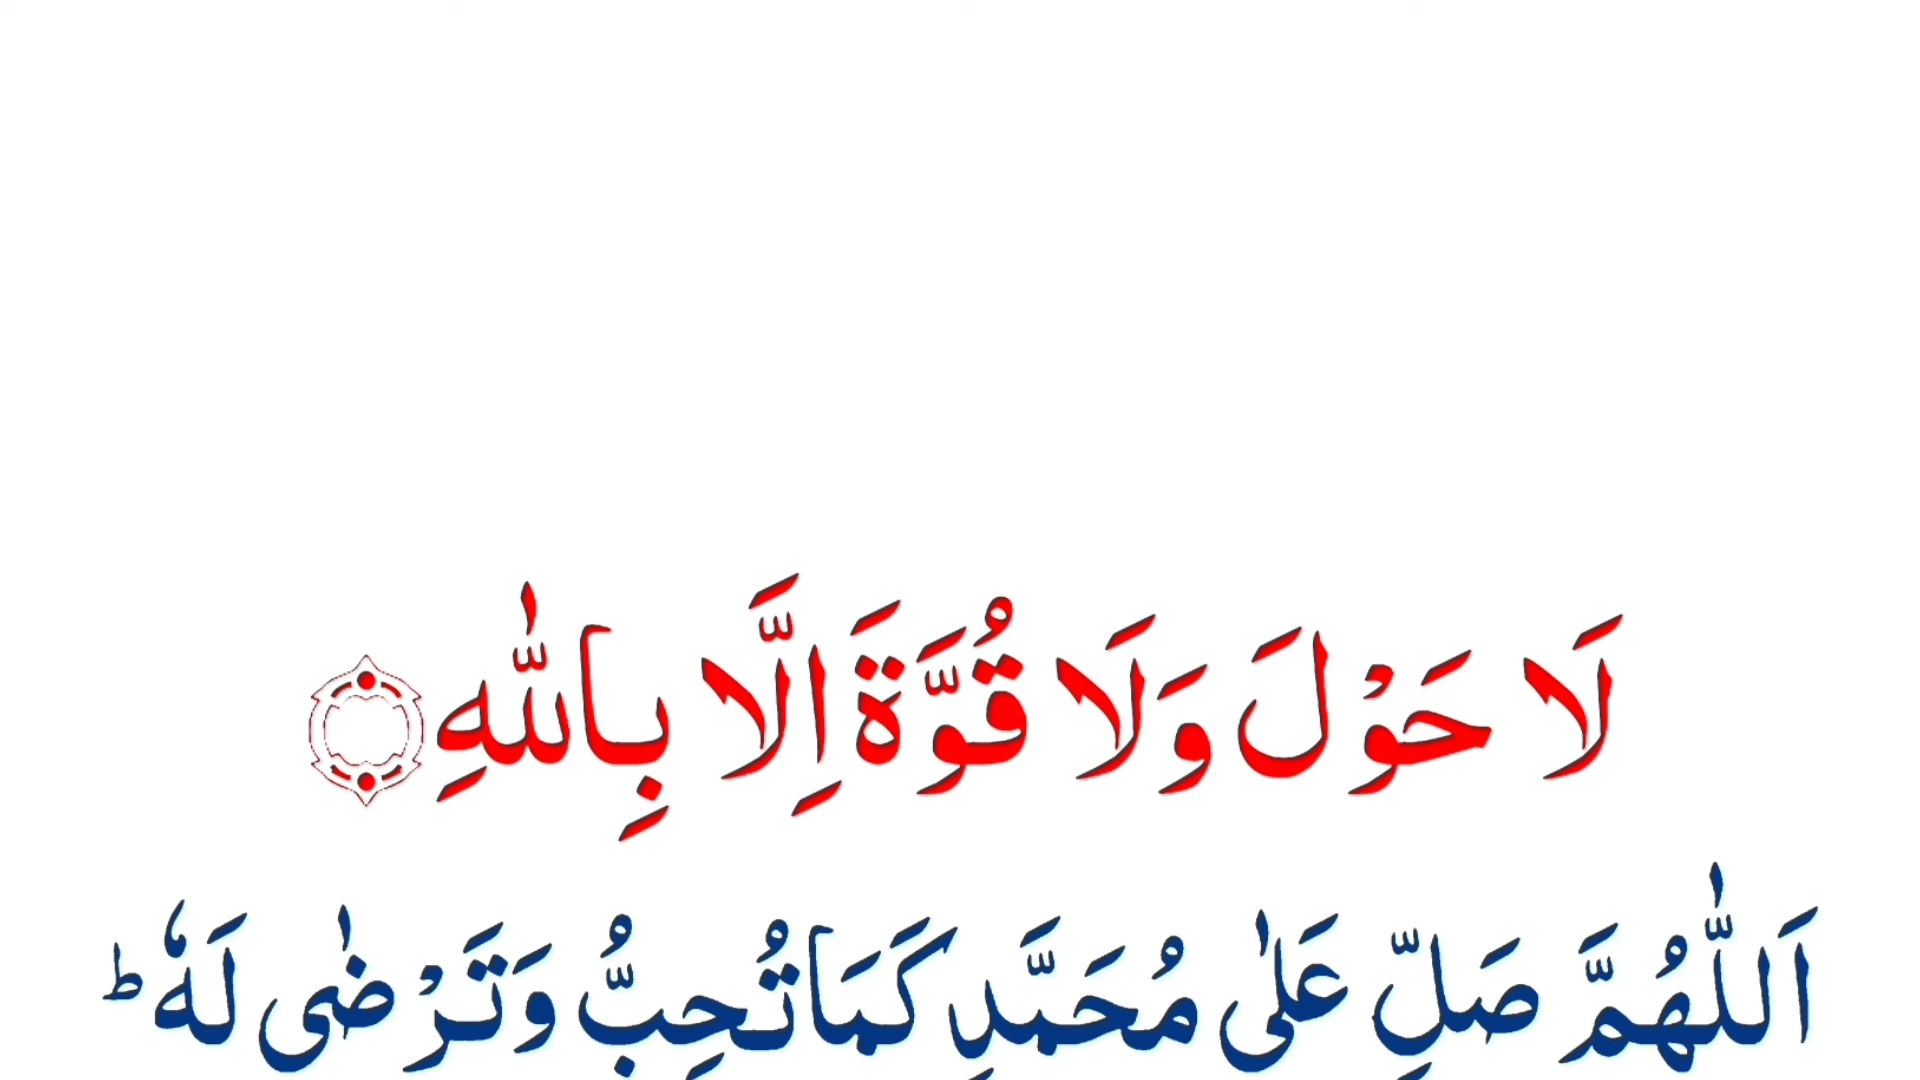 لَا حَوْلَ وَلَا قُوَّةَ اِلَّا بِاللّٰهِ۝
اَللّٰهُمَّ صَلِّ عَلٰی مُحَمَّدٍ کَمَا تُحِبُّ وَتَرْضٰی لَهٗ ؕ